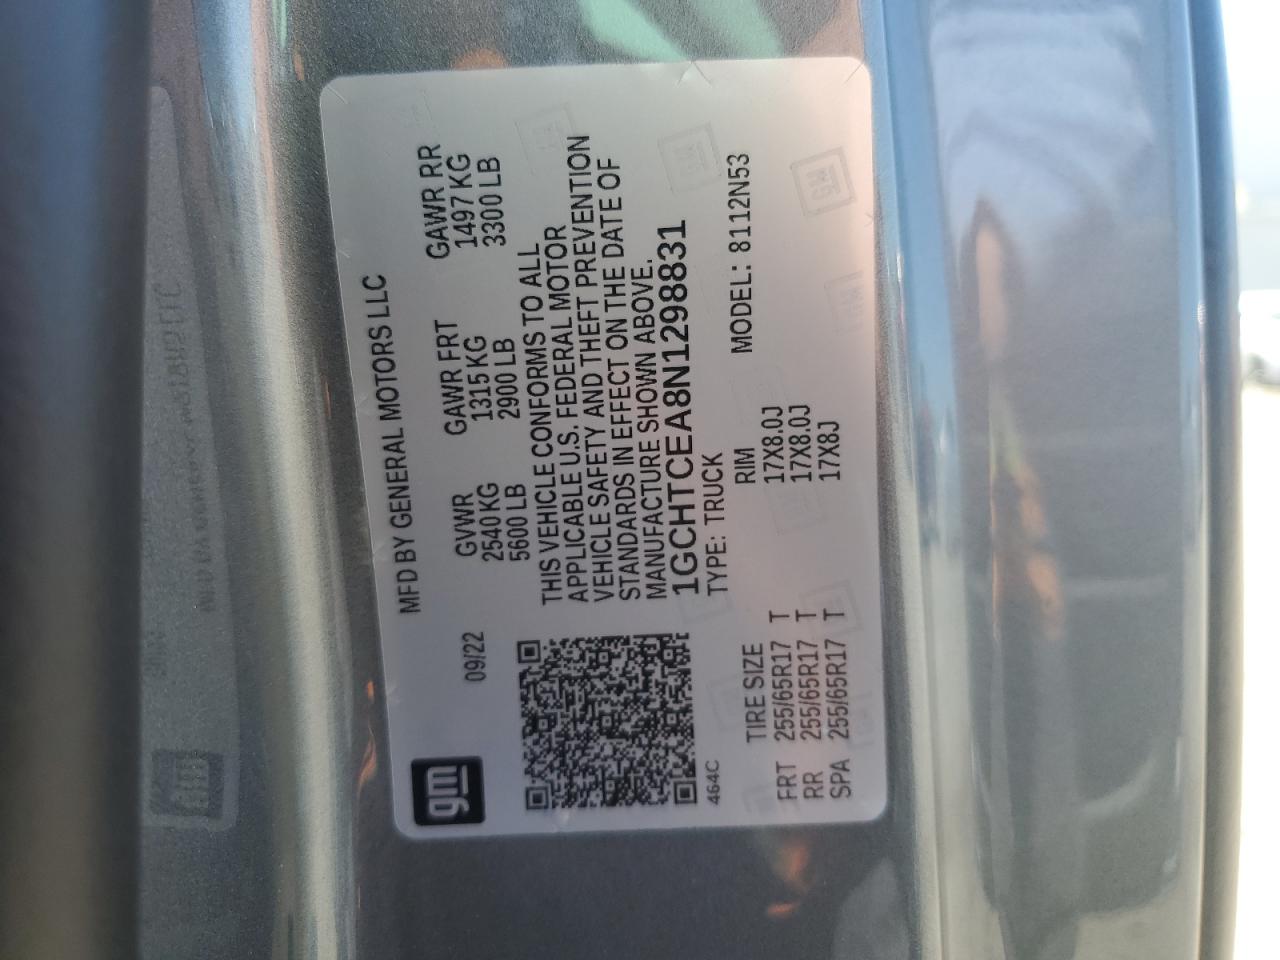 gm
MFD BY GENERAL MOTORS LLC
09/22
GVWR GAWR FRT GAWR RR
2540 KG 1315 KG 1497 KG
5600 LB 2900 LB 3300 LB
THIS VEHICLE CONFORMS TO ALL
APPLICABLE U.S. FEDERAL MOTOR
VEHICLE SAFETY AND THEFT PREVENTION
STANDARDS IN EFFECT ON THE DATE OF
MANUFACTURE SHOWN ABOVE.
1GCHTCEA8N1298831
464C
TYPE: TRUCK MODEL: 8112N53
TIRE SIZE RIM
FRT 255/65R17 T 17X8.0J
RR 255/65R17 T 17X8.0J
SPA 255/65R17 T 17X8J